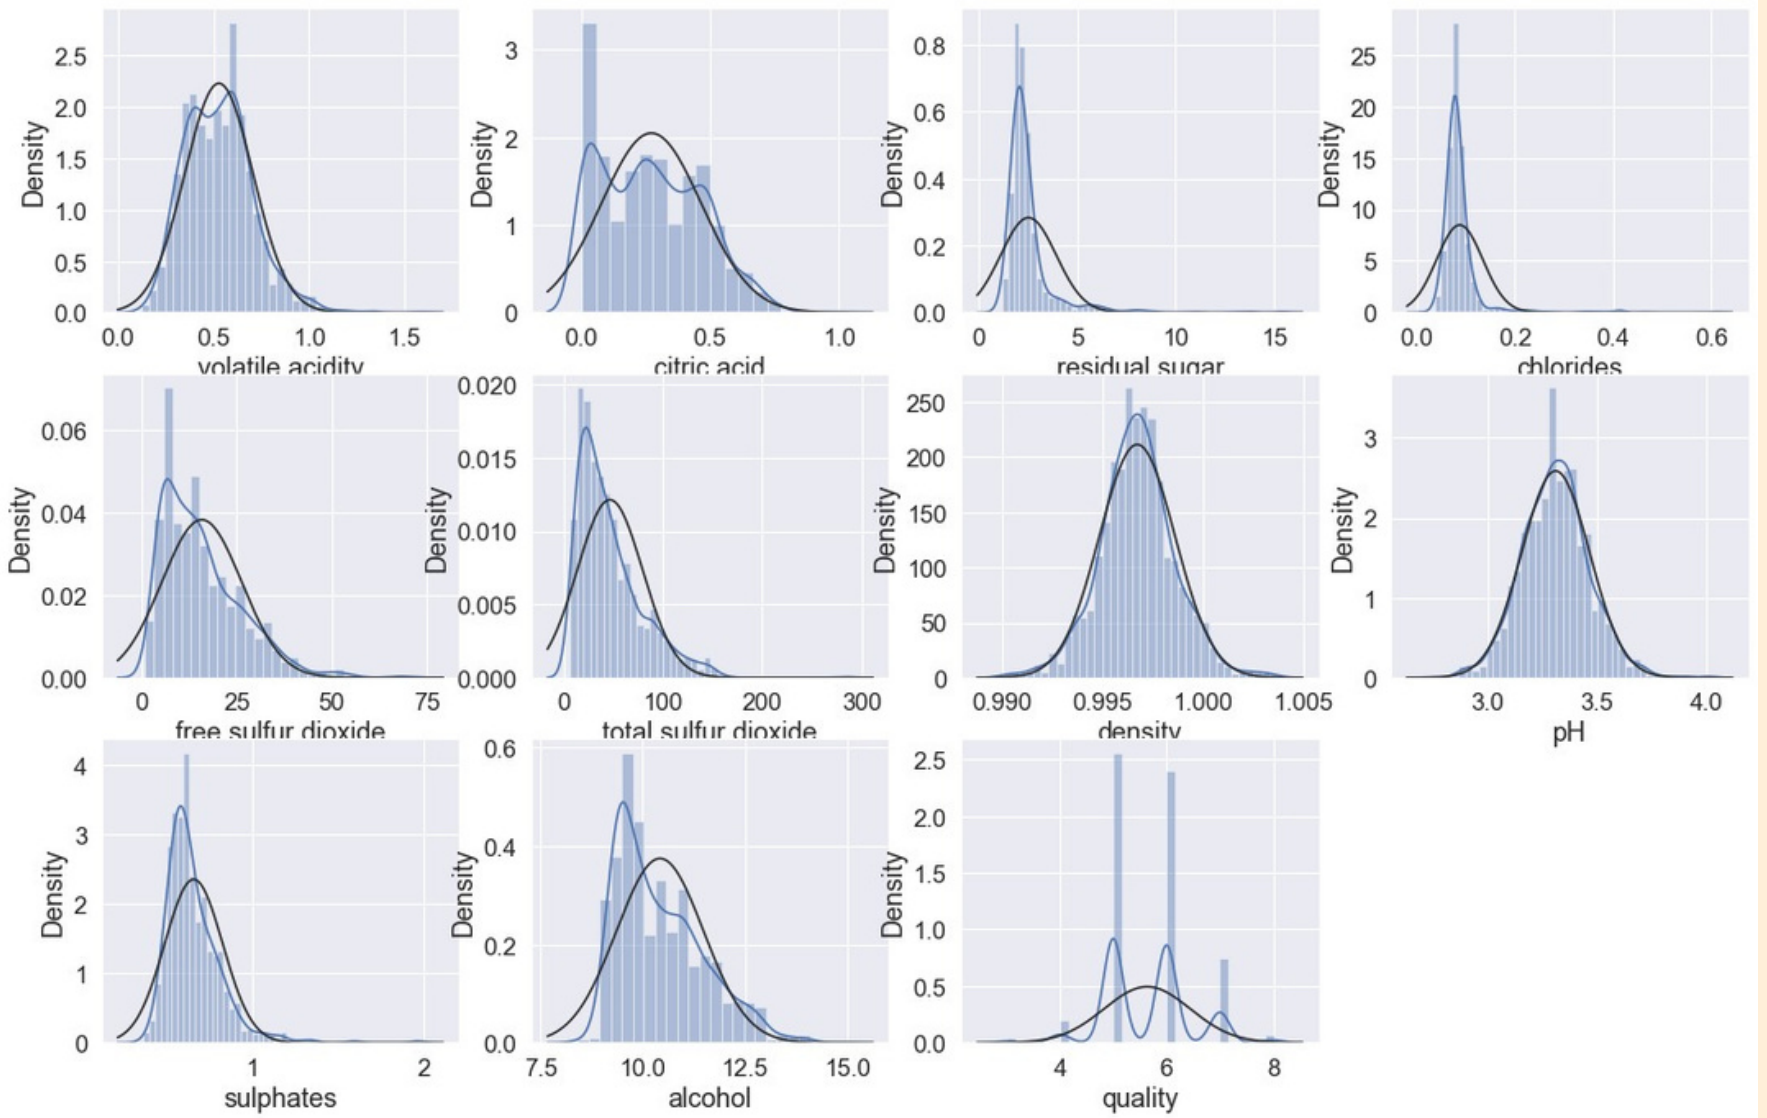 Density
2.5
2.0
1.5
1.0
0.5
0.0
0.0 0.5 1.0 1.5
volatile acidity
Density
3
2
1
0
0.0 0.5 1.0
citric acid
Density
0.8
0.6
0.4
0.2
0.0
0 5 10 15
residual sugar
Density
25
20
15
10
5
0
0.0 0.2 0.4 0.6
chlorides
Density
0.06
0.04
0.02
0.00
0 25 50 75
free sulfur dioxide
Density
0.020
0.015
0.010
0.005
0.000
0 100 200 300
total sulfur dioxide
Density
250
200
150
100
50
0
0.990 0.995 1.000 1.005
density
Density
3
2
1
0
3.0 3.5 4.0
pH
Density
4
3
2
1
0
1 2
sulphates
Density
0.6
0.4
0.2
0.0
7.5 10.0 12.5 15.0
alcohol
Density
2.5
2.0
1.5
1.0
0.5
0.0
4 6 8
quality